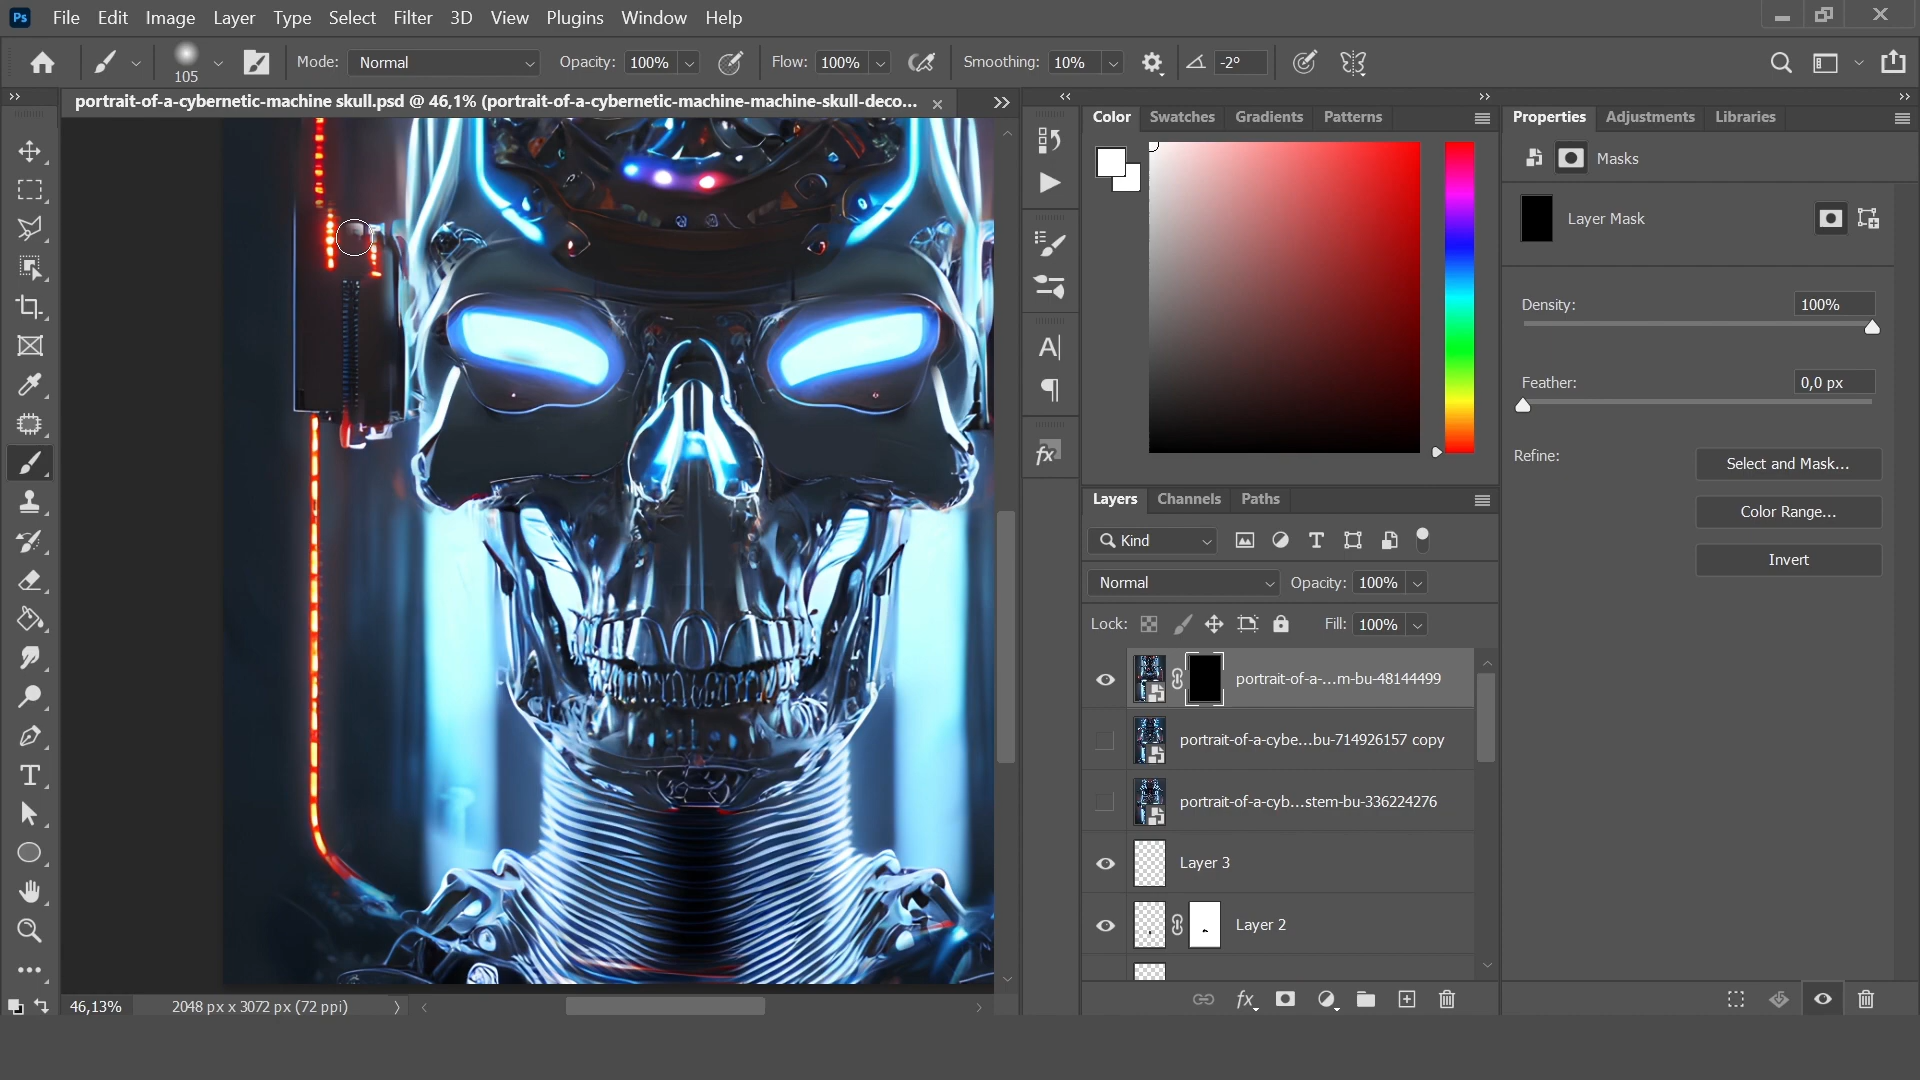 Ps File Edit Image Layer Type Select Filter 3D View Plugins Window Help
105 Mode: Normal Opacity: 100% Flow: 100% Smoothing: 10% -2°
portrait-of-a-cybernetic-machine skull.psd @ 46,1% (portrait-of-a-cybernetic-machine-machine-skull-deco...
Color Swatches Gradients Patterns
Properties Adjustments Libraries
Masks
Layer Mask
Density: 100%
Feather: 0,0 px
Refine:
Select and Mask...
Color Range...
Invert
Layers Channels Paths
Kind
Normal Opacity: 100%
Lock: Fill: 100%
portrait-of-a-...m-bu-48144499
portrait-of-a-cybe...bu-714926157 copy
portrait-of-a-cyb...stem-bu-336224276
Layer 3
Layer 2
fx
46,13% 2048 px x 3072 px (72 ppi)